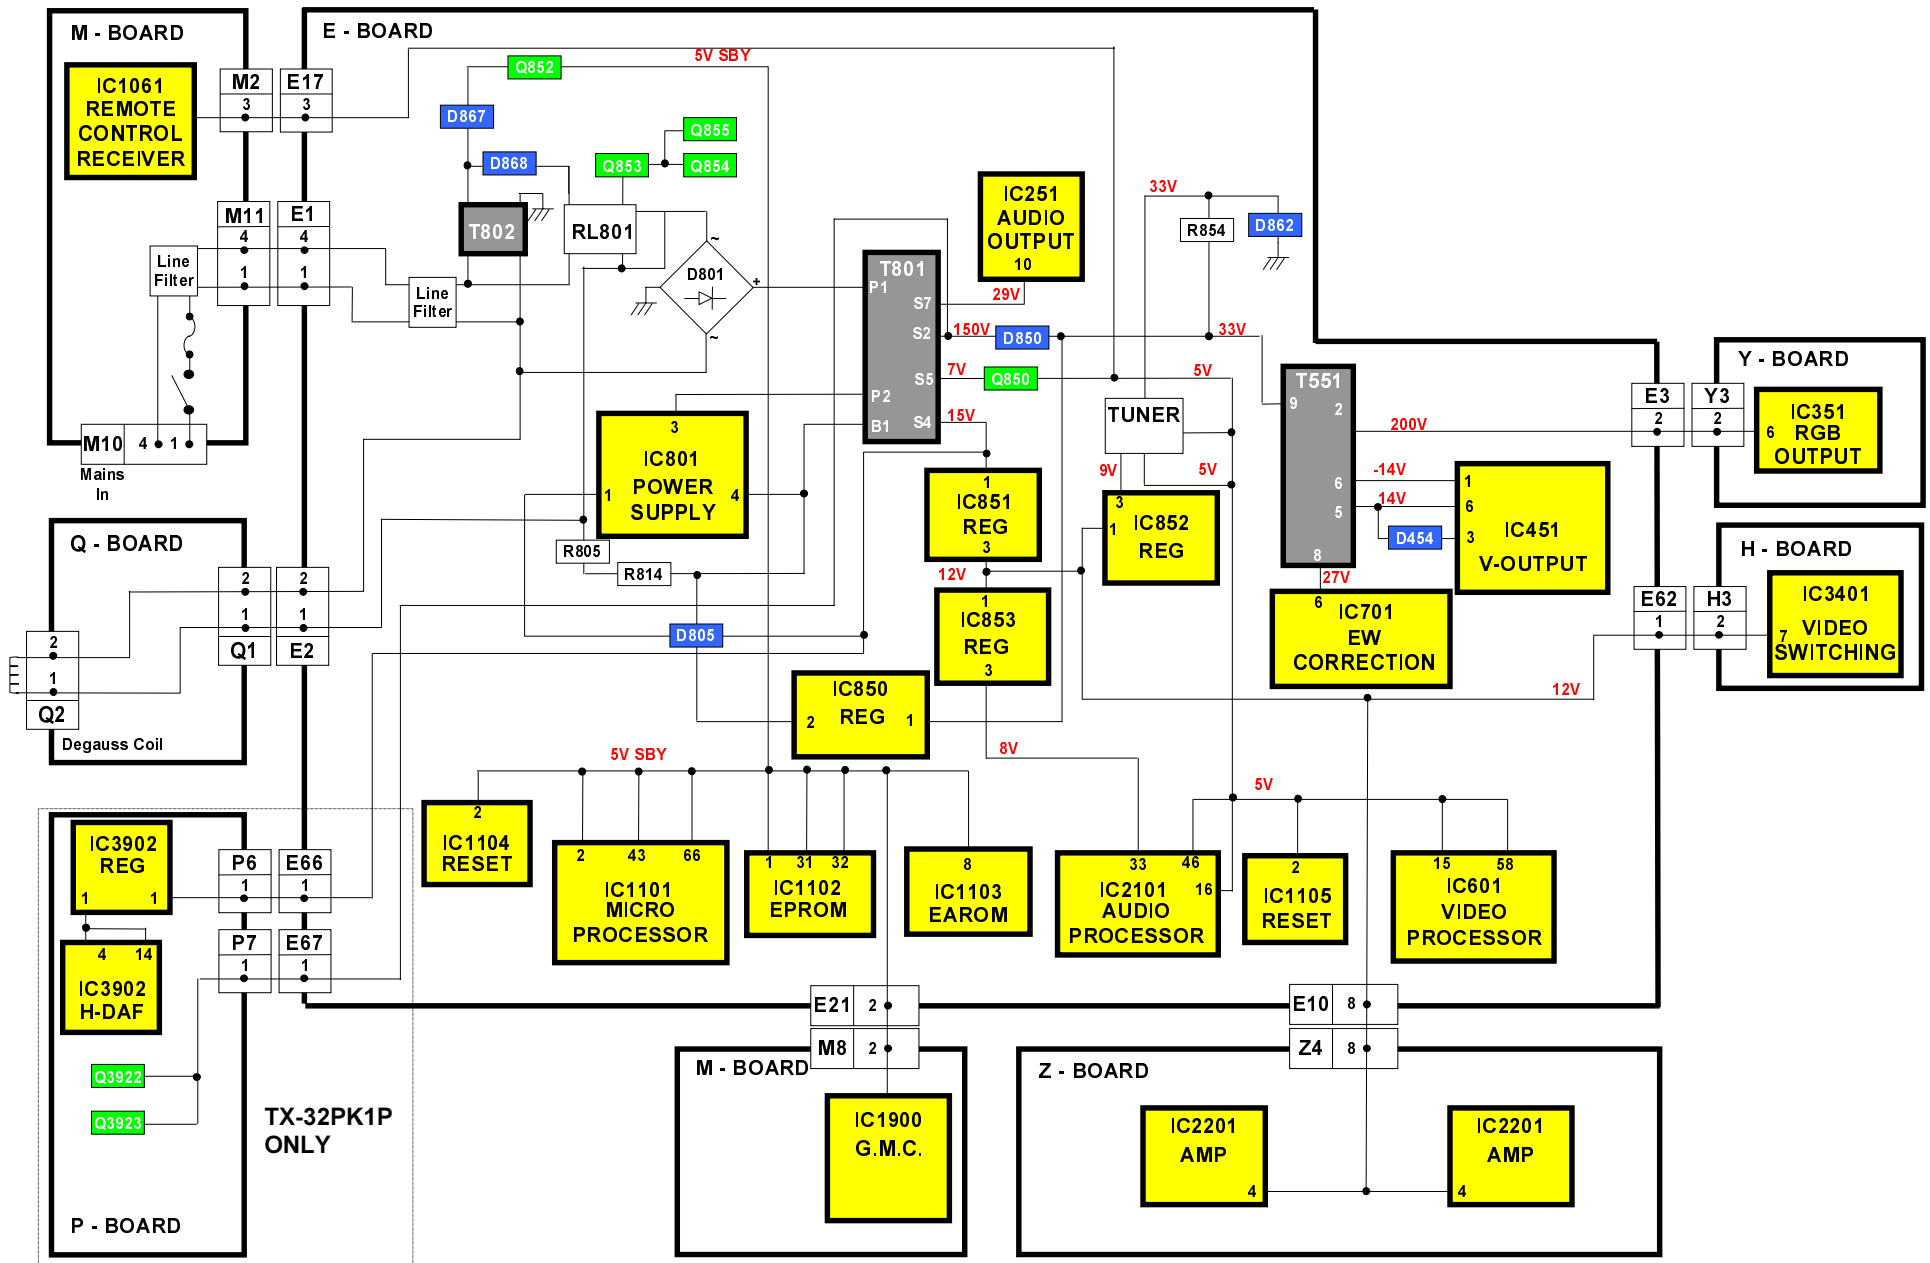 M - BOARD
IC1061
REMOTE
CONTROL
RECEIVER
M2
3
E17
3
E - BOARD
5V SBY
Q852
D867
D868
Q855
Q853
Q854
M11
4
1
E1
4
1
Line
Filter
Line
Filter
T802
RL801
D801
~
+
~
M10
4
1
Mains
In
T801
P1
S7
S2
S5
P2
S4
B1
IC251
AUDIO
OUTPUT
10
29V
150V
D850
7V
Q850
15V
33V
R854
D862
33V
5V
TUNER
9V
5V
T551
9
2
6
5
8
200V
-14V
14V
D454
27V
E3
2
Y3
2
Y - BOARD
IC351
6
RGB
OUTPUT
1
6
3
IC451
V-OUTPUT
H - BOARD
E62
1
H3
2
IC3401
VIDEO
7
SWITCHING
6
IC701
EW
CORRECTION
12V
3
IC801
POWER
1
4
SUPPLY
1
IC851
REG
3
3
1
IC852
REG
12V
1
IC853
REG
3
R805
R814
D805
IC850
REG
2
1
8V
Q - BOARD
2
1
Q1
2
1
E2
2
1
Q2
Degauss Coil
5V SBY
5V
2
IC1104
RESET
2
43
66
IC1101
MICRO
PROCESSOR
1
31
32
IC1102
EPROM
8
IC1103
EAROM
33
46
16
IC2101
AUDIO
PROCESSOR
2
IC1105
RESET
15
58
IC601
VIDEO
PROCESSOR
IC3902
REG
1
1
P6
1
E66
1
P7
1
E67
1
4
14
IC3902
H-DAF
Q3922
Q3923
TX-32PK1P
ONLY
P - BOARD
E21
2
M8
2
M - BOARD
IC1900
G.M.C.
E10
8
Z4
8
Z - BOARD
IC2201
AMP
4
IC2201
AMP
4